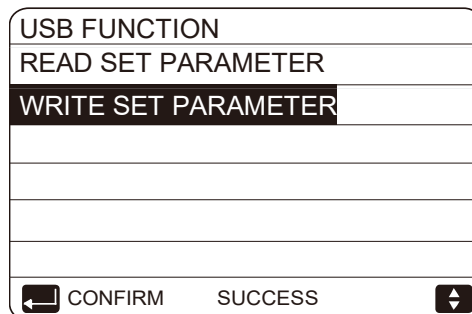 USB FUNCTION
READ SET PARAMETER
WRITE SET PARAMETER
CONFIRM SUCCESS